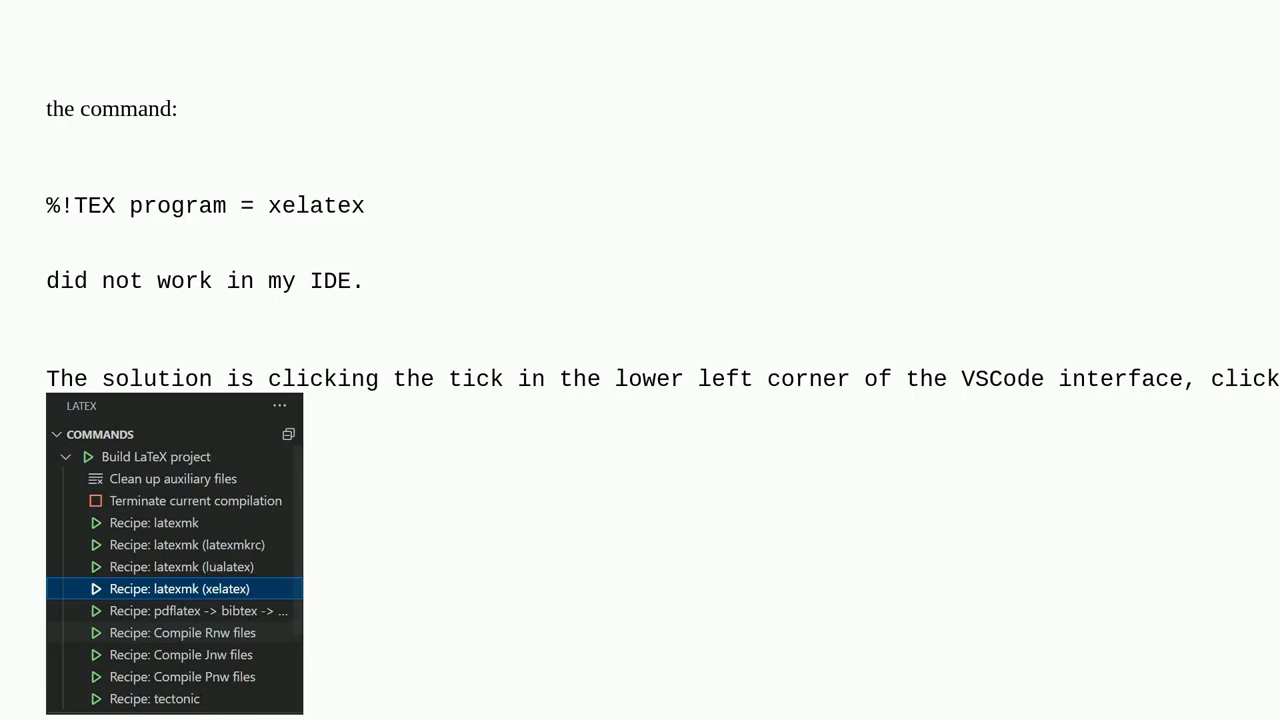 the command:
%!TEX program = xelatex
did not work in my IDE.
The solution is clicking the tick in the lower left corner of the VSCode interface, click
LATEX
COMMANDS
Build LaTeX project
Clean up auxiliary files
Terminate current compilation
Recipe: latexmk
Recipe: latexmk (latexmkrc)
Recipe: latexmk (lualatex)
Recipe: latexmk (xelatex)
Recipe: pdflatex -> bibtex -> ...
Recipe: Compile Rnw files
Recipe: Compile Jnw files
Recipe: Compile Pnw files
Recipe: tectonic